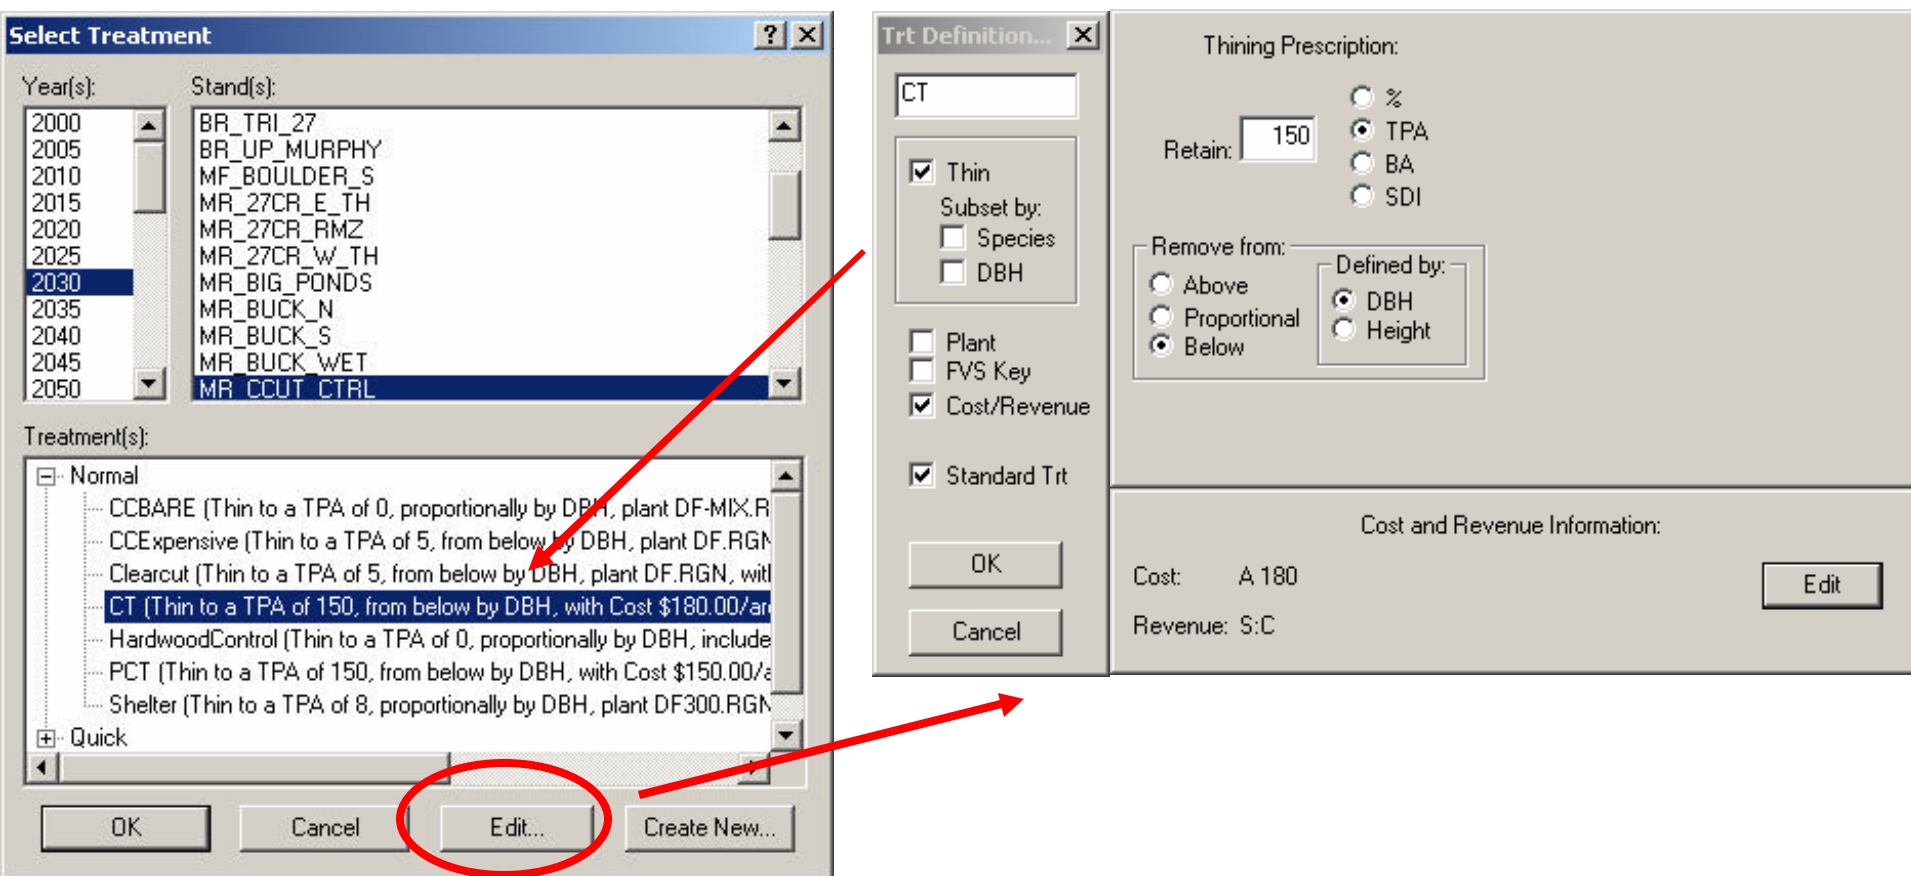 Select Treatment
Year(s):
Stand(s):
2000
2005
2010
2015
2020
2025
2030
2035
2040
2045
2050
BR_TRI_27
BR_UP_MURPHY
MF_BOULDER_S
MR_27CR_E_TH
MR_27CR_RMZ
MR_27CR_W_TH
MR_BIG_PONDS
MR_BUCK_N
MR_BUCK_S
MR_BUCK_WET
MR_CCUT_CTRL
Treatment(s):
Normal
CCBARE (Thin to a TPA of 0, proportionally by DBH, plant DF-MIX.R
CCExpensive (Thin to a TPA of 5, from below by DBH, plant DF.RGN
Clearcut (Thin to a TPA of 5, from below by DBH, plant DF.RGN, with
CT (Thin to a TPA of 150, from below by DBH, with Cost $180.00/ar
HardwoodControl (Thin to a TPA of 0, proportionally by DBH, include
PCT (Thin to a TPA of 150, from below by DBH, with Cost $150.00/a
Shelter (Thin to a TPA of 8, proportionally by DBH, plant DF300.RGN
Quick
OK
Cancel
Edit...
Create New...
Trt Definition...
CT
Thin
Subset by:
Species
DBH
Plant
FVS Key
Cost/Revenue
Standard Trt
OK
Cancel
Thining Prescription:
Retain: 150
%
TPA
BA
SDI
Remove from:
Above
Proportional
Below
Defined by:
DBH
Height
Cost and Revenue Information:
Cost: A 180
Edit
Revenue: S:C